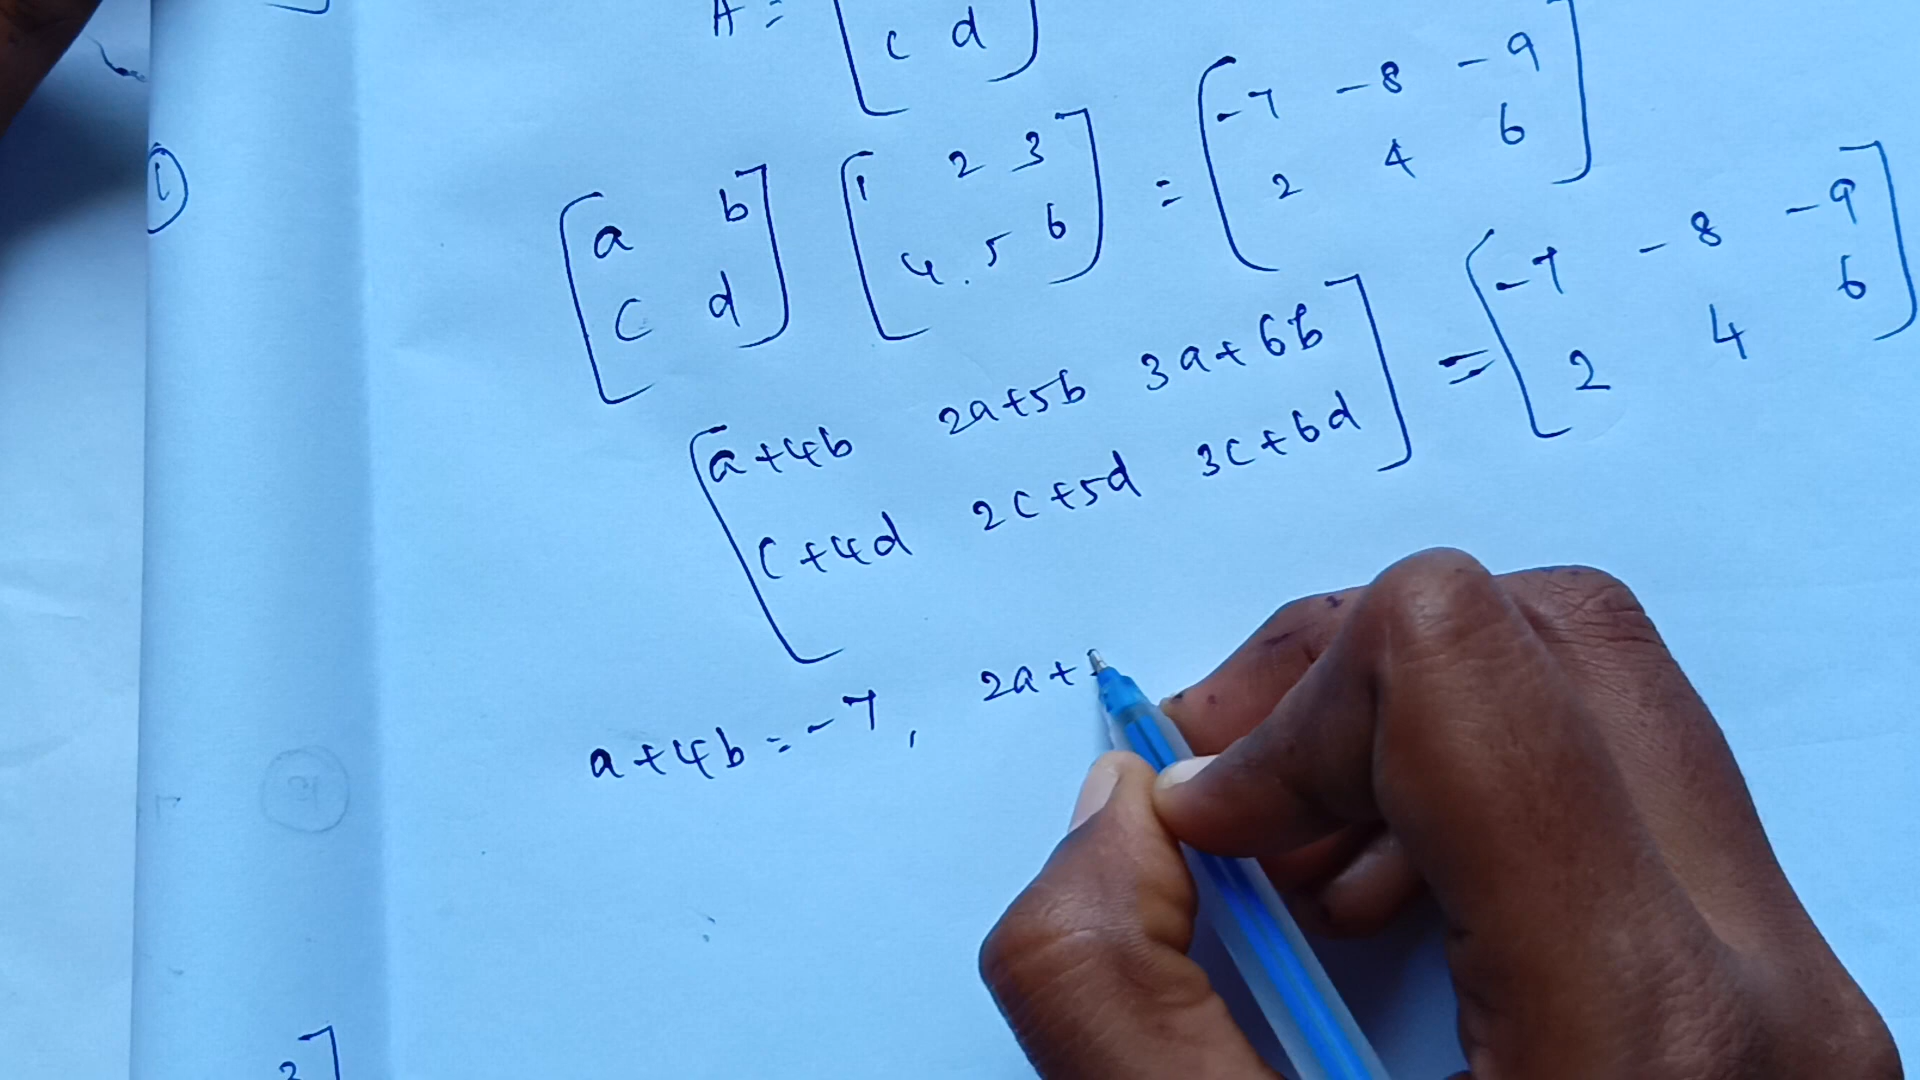 A = [
c d ]
(1)
[ a b ] [ 1 2 3 ] = [ -7 -8 -9 ]
[ c d ] [ 4 . 5 6 ] [ 2 4 6 ]
[ a+4b 2a+5b 3a+6b ] = [ -7 -8 -9 ]
[ c+4d 2c+5d 3c+6d ] [ 2 4 6 ]
a+4b = -7 , 2a+
3 ]